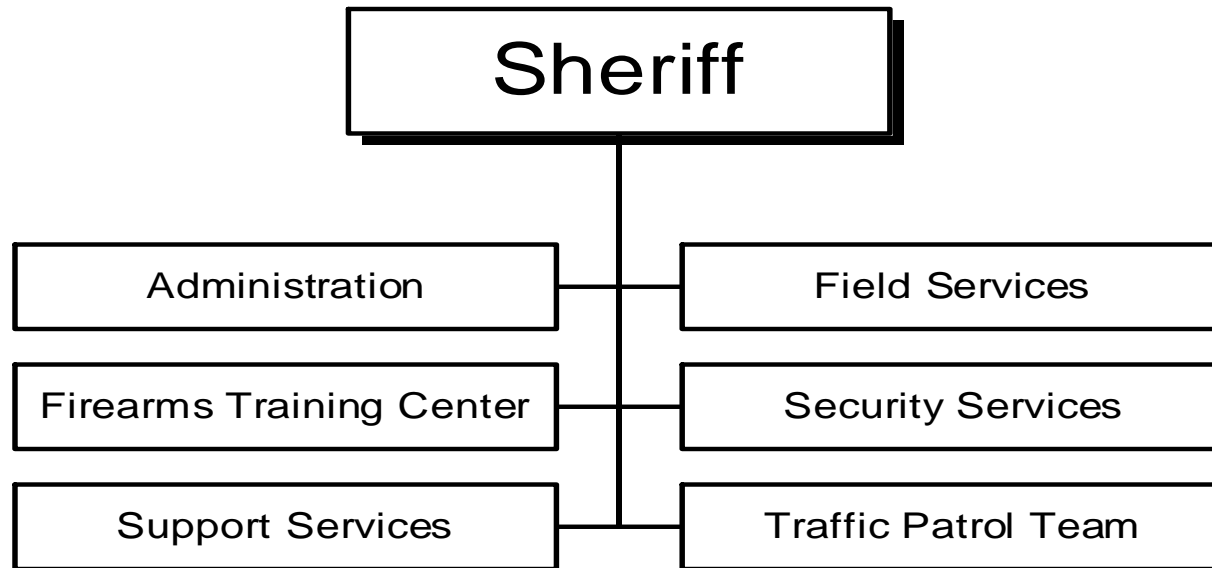 Sheriff
Administration
Field Services
Firearms Training Center
Security Services
Support Services
Traffic Patrol Team